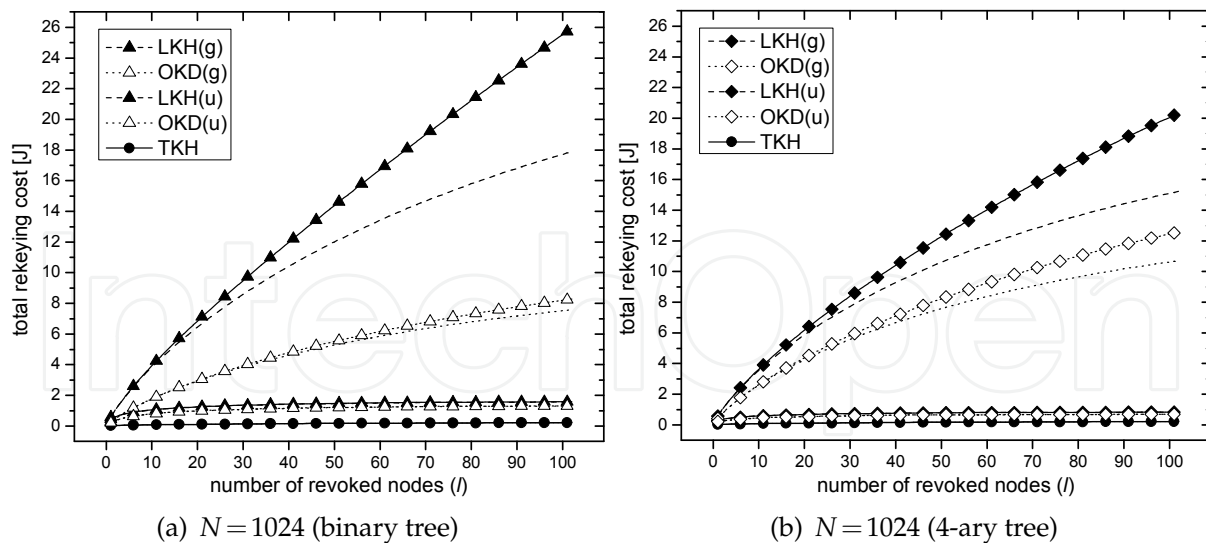 26
24
22
20
18
16
14
12
10
8
6
4
2
0
total rekeying cost [J]
LKH(g)
OKD(g)
LKH(u)
OKD(u)
TKH
0 10 20 30 40 50 60 70 80 90 100
number of revoked nodes (l)
(a) N=1024 (binary tree)
26
24
22
20
18
16
14
12
10
8
6
4
2
0
total rekeying cost [J]
LKH(g)
OKD(g)
LKH(u)
OKD(u)
TKH
0 10 20 30 40 50 60 70 80 90 100
number of revoked nodes (l)
(b) N=1024 (4-ary tree)
IntechOpen